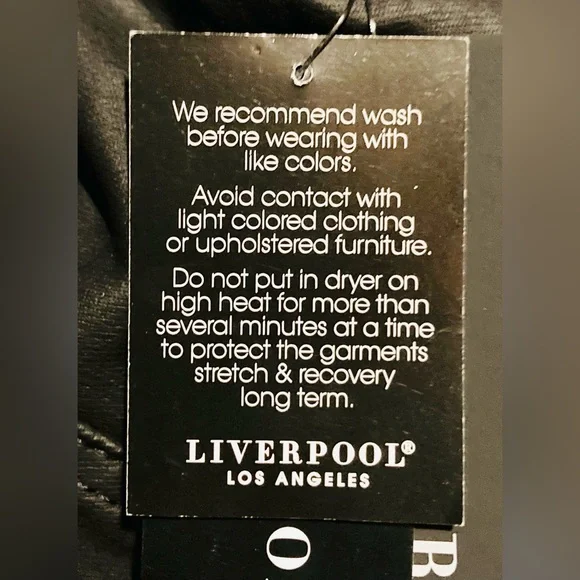 We recommend wash
before wearing with
like colors.
Avoid contact with
light colored clothing
or upholstered furniture.
Do not put in dryer on
high heat for more than
several minutes at a time
to protect the garments
stretch & recovery
long term.
LIVERPOOL®
LOS ANGELES
O
R